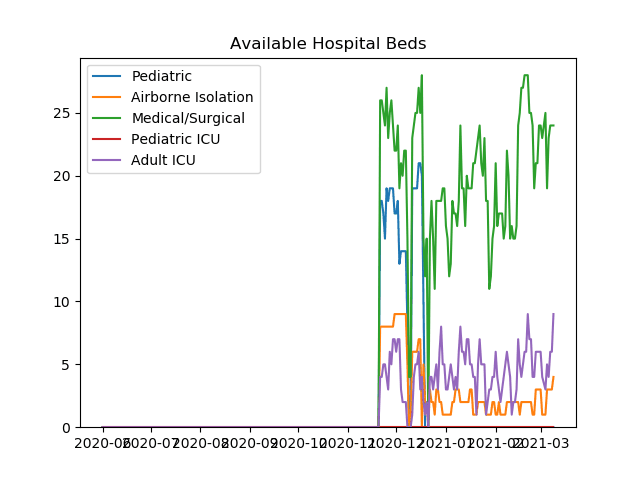 Available Hospital Beds
Pediatric
Airborne Isolation
Medical/Surgical
Pediatric ICU
Adult ICU
25
20
15
10
5
0
2020-06 2020-07 2020-08 2020-09 2020-10 2020-11 2020-12 2021-01 2021-02 2021-03